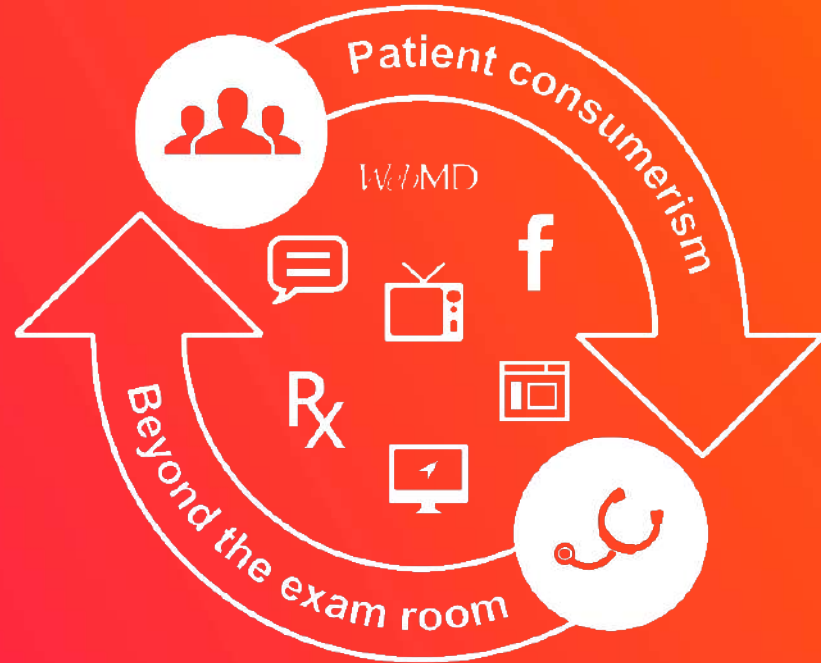 Patient consumerism
WebMD
f
Rx
Beyond the exam room